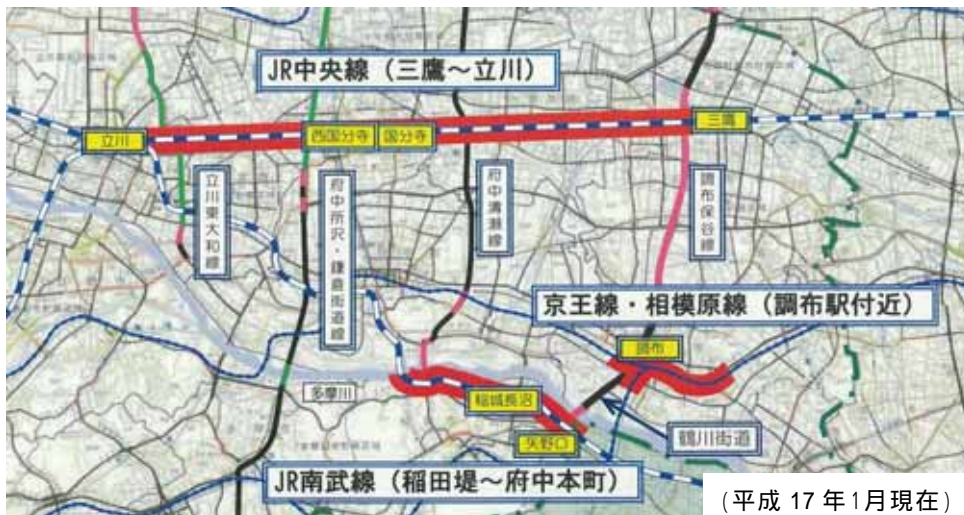 JR中央線（三鷹～立川）
立川
西国分寺
国分寺
三鷹
立川東大和線
府中所沢・鎌倉街道線
府中清瀬線
調布保谷線
京王線・相模原線（調布駅付近）
調布
多摩川
稲城長沼
矢野口
鶴川街道
JR南武線（稲田堤～府中本町）
(平成 17 年 1月現在)